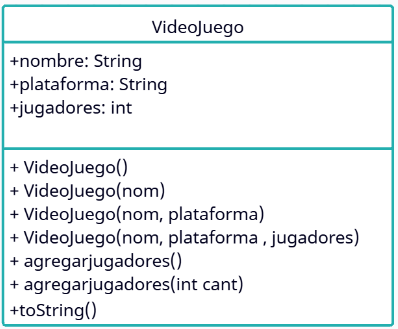 VideoJuego
+nombre: String
+plataforma: String
+jugadores: int
+ VideoJuego()
+ VideoJuego(nom)
+ VideoJuego(nom, plataforma)
+ VideoJuego(nom, plataforma , jugadores)
+ agregarjugadores()
+ agregarjugadores(int cant)
+toString()